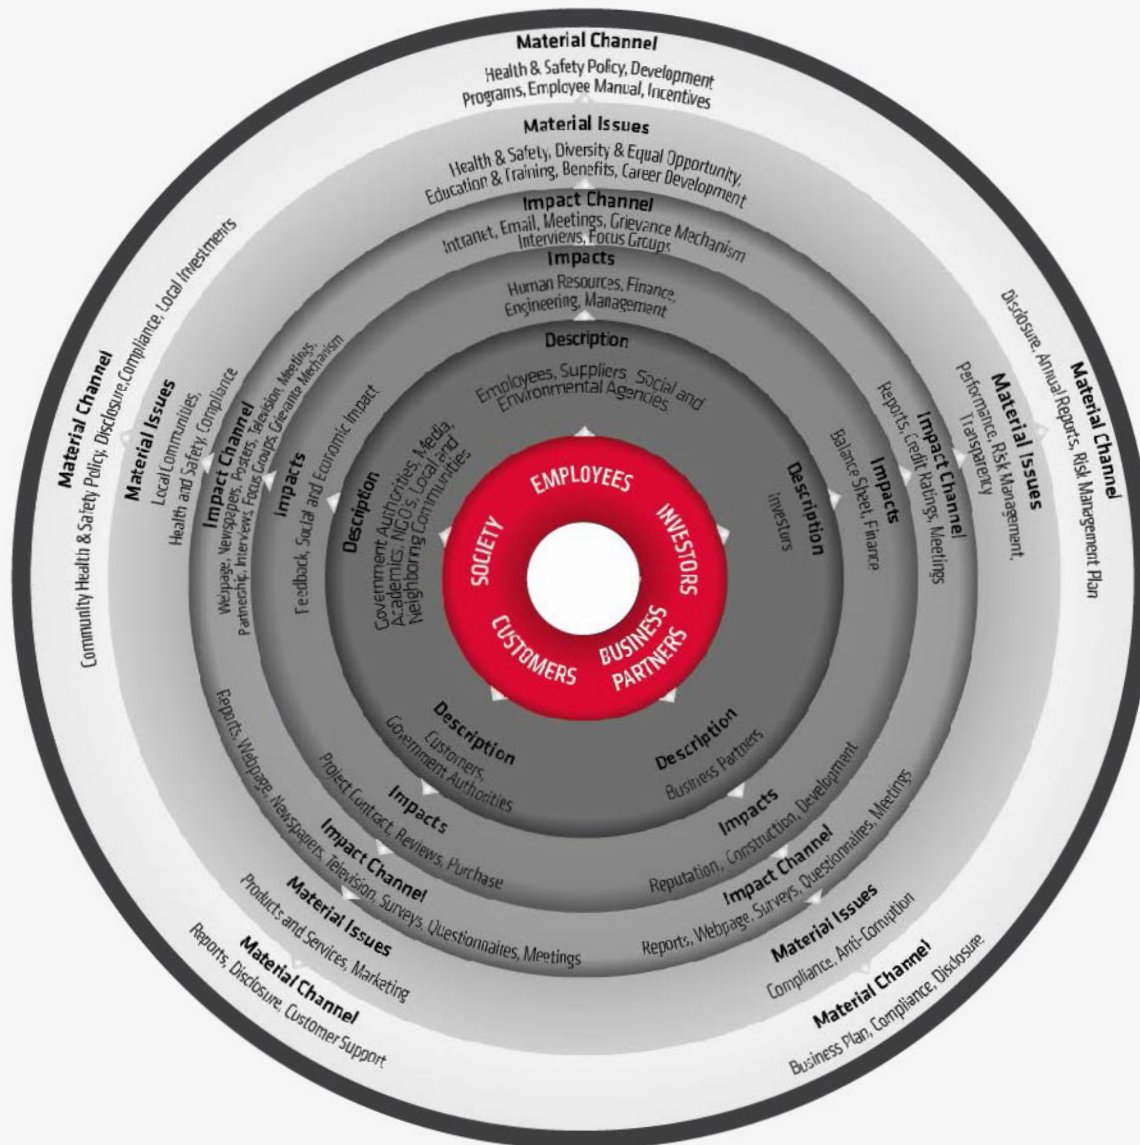 Material Channel
Health & Safety Policy, Development
Programs, Employee Manual, Incentives
Material Issues
Health & Safety, Diversity & Equal Opportunity,
Education & Training, Benefits, Career Development
Impact Channel
Intranet, Email, Meetings, Grievance Mechanism
Interviews, Focus Groups
Impacts
Human Resources, Finance,
Engineering, Management
Description
Employees, Suppliers Social and
Environmental Agencies
EMPLOYEES
INVESTORS
BUSINESS
PARTNERS
CUSTOMERS
SOCIETY
Description
Investors
Impacts
Balance Sheet, Finance
Impact Channel
Reports, Credit Ratings, Meetings
Material Issues
Performance, Risk Management,
Transparency
Material Channel
Disclosure, Annual Reports, Risk Management Plan
Description
Business Partners
Impacts
Reputation, Construction, Development
Impact Channel
Reports, Webpage, Surveys, Questionnaires, Meetings
Material Issues
Compliance, Anti-Corruption
Material Channel
Business Plan, Compliance, Disclosure
Description
Customers,
Government Authorities
Impacts
Project Contract, Reviews, Purchase
Impact Channel
Reports, Webpage, Newspapers, Television, Surveys, Questionnaires, Meetings
Material Issues
Products and Services, Marketing
Material Channel
Reports, Disclosure, Customer Support
Description
Government Authorities, Media,
Academics, NGO's, Local and
Neighboring Communities
Impacts
Feedback, Social and Economic Impact
Impact Channel
Webpage, Newspapers, Posters, Television, Meetings,
Partnership, Interviews, Focus Groups, Grievance Mechanism
Material Issues
Local Communities,
Health and Safety, Compliance
Material Channel
Community Health & Safety Policy, Disclosure,Compliance, Local Investments